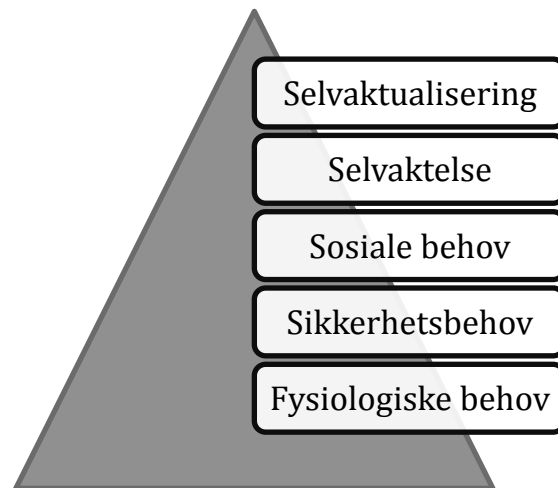 Selvaktualisering
Selvaktelse
Sosiale behov
Sikkerhetsbehov
Fysiologiske behov